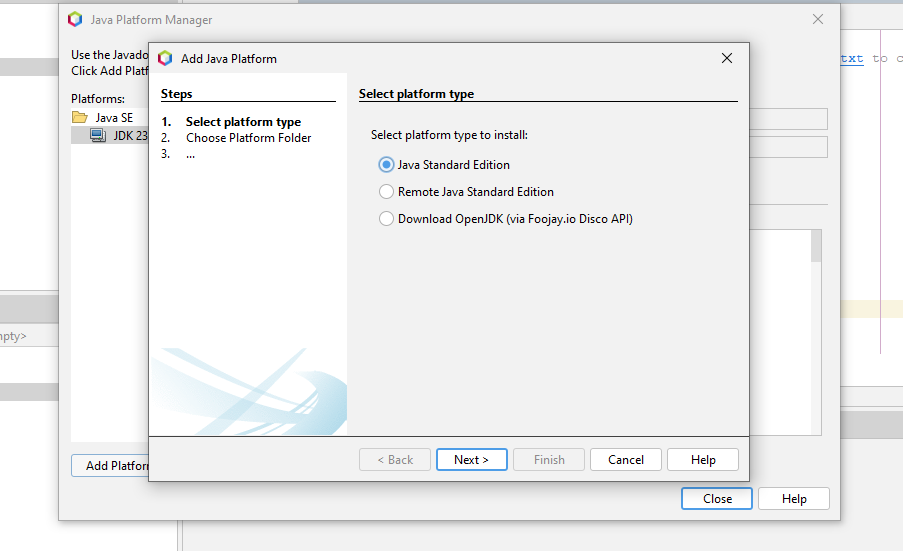 Java Platform Manager
Use the Javado
Click Add Platf
Platforms:
Java SE
JDK 23
Add Platform
Close
Help
Add Java Platform
Steps
1. Select platform type
2. Choose Platform Folder
3. ...
Select platform type
Select platform type to install:
Java Standard Edition
Remote Java Standard Edition
Download OpenJDK (via Foojay.io Disco API)
< Back
Next >
Finish
Cancel
Help
txt to c
mpty>